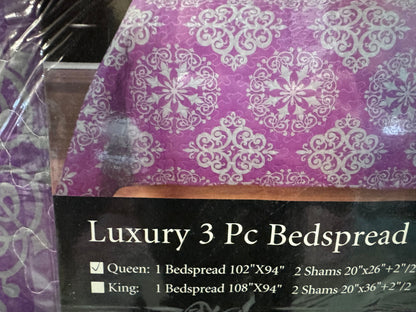 Luxury 3 Pc Bedspread
Queen: 1 Bedspread 102"X94" 2 Shams 20"x26"+2"/2
King: 1 Bedspread 108"X94" 2 Shams 20"x36"+2"/2